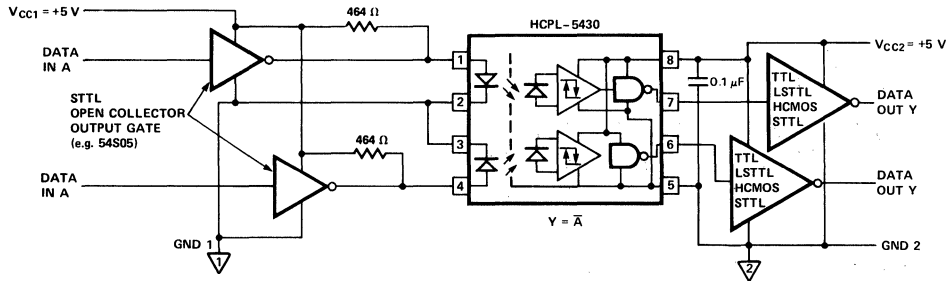 VCC1 = +5 V
464 Ω
HCPL-5430
DATA
IN A
1
8
VCC2 = +5 V
0.1 μF
TTL
LSTTL
HCMOS
STTL
DATA
OUT Y
STTL
OPEN COLLECTOR
OUTPUT GATE
(e.g. 54S05)
2
7
3
464 Ω
6
TTL
LSTTL
HCMOS
STTL
DATA
IN A
4
5
DATA
OUT Y
Y = A̅
GND 1
1
GND 2
2